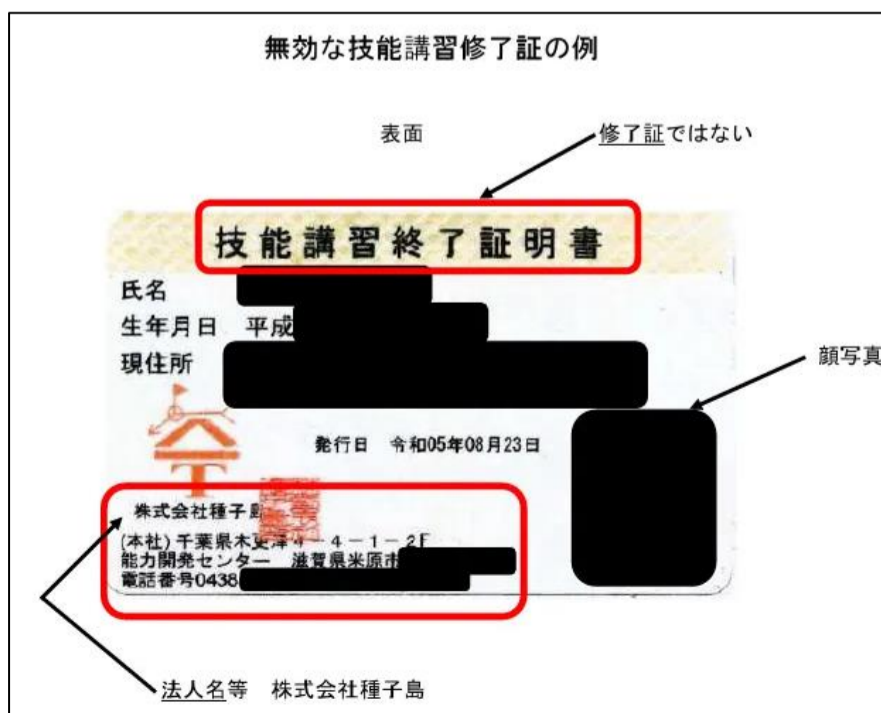 無効な技能講習修了証の例
表面
修了証ではない
技能講習終了証明書
氏名
生年月日 平成
現住所
顔写真
発行日 令和05年08月23日
株式会社種子島
(本社)千葉県木更津4-4-1-2F
能力開発センター 滋賀県米原市
電話番号0438
法人名等 株式会社種子島